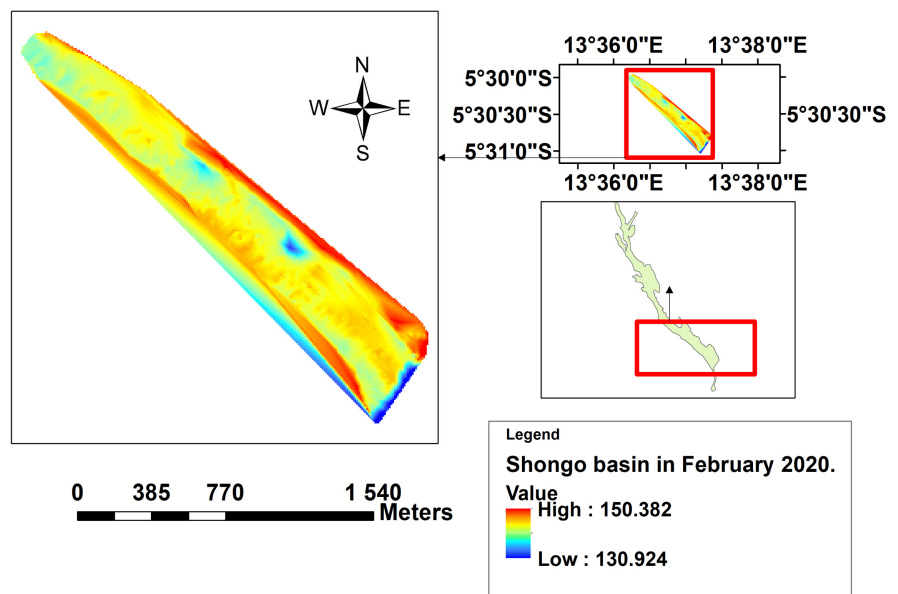 N
W E
S
0 385 770 1 540
Meters
13°36'0"E 13°38'0"E
5°30'0"S
5°30'30"S 5°30'30"S
5°31'0"S
13°36'0"E 13°38'0"E
Legend
Shongo basin in February 2020.
Value
High : 150.382
Low : 130.924